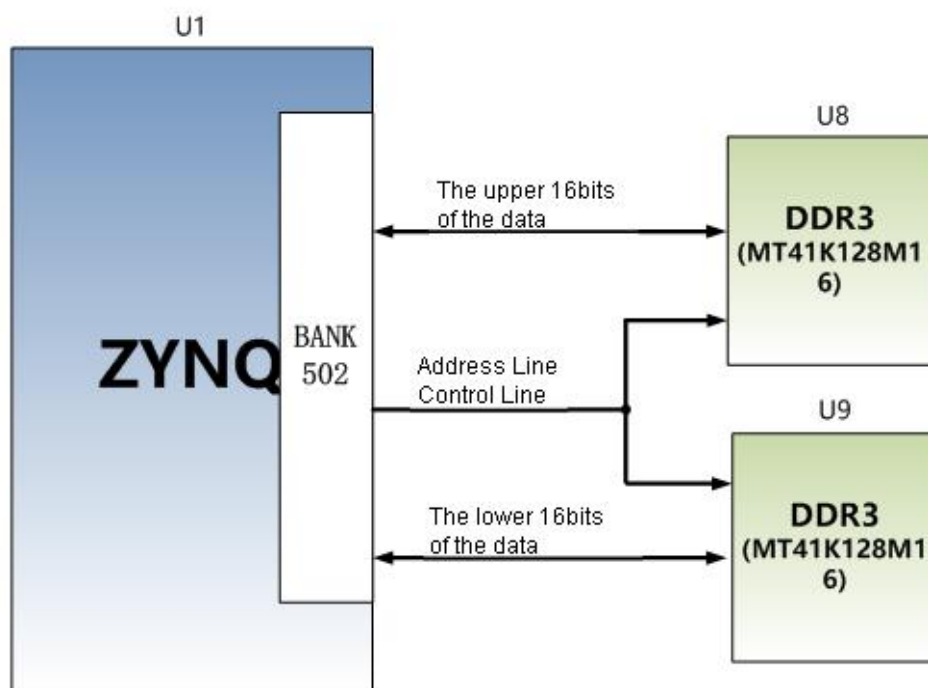 U1
ZYNQ
BANK
502
The upper 16bits
of the data
Address Line
Control Line
The lower 16bits
of the data
U8
DDR3
(MT41K128M1
6)
U9
DDR3
(MT41K128M1
6)